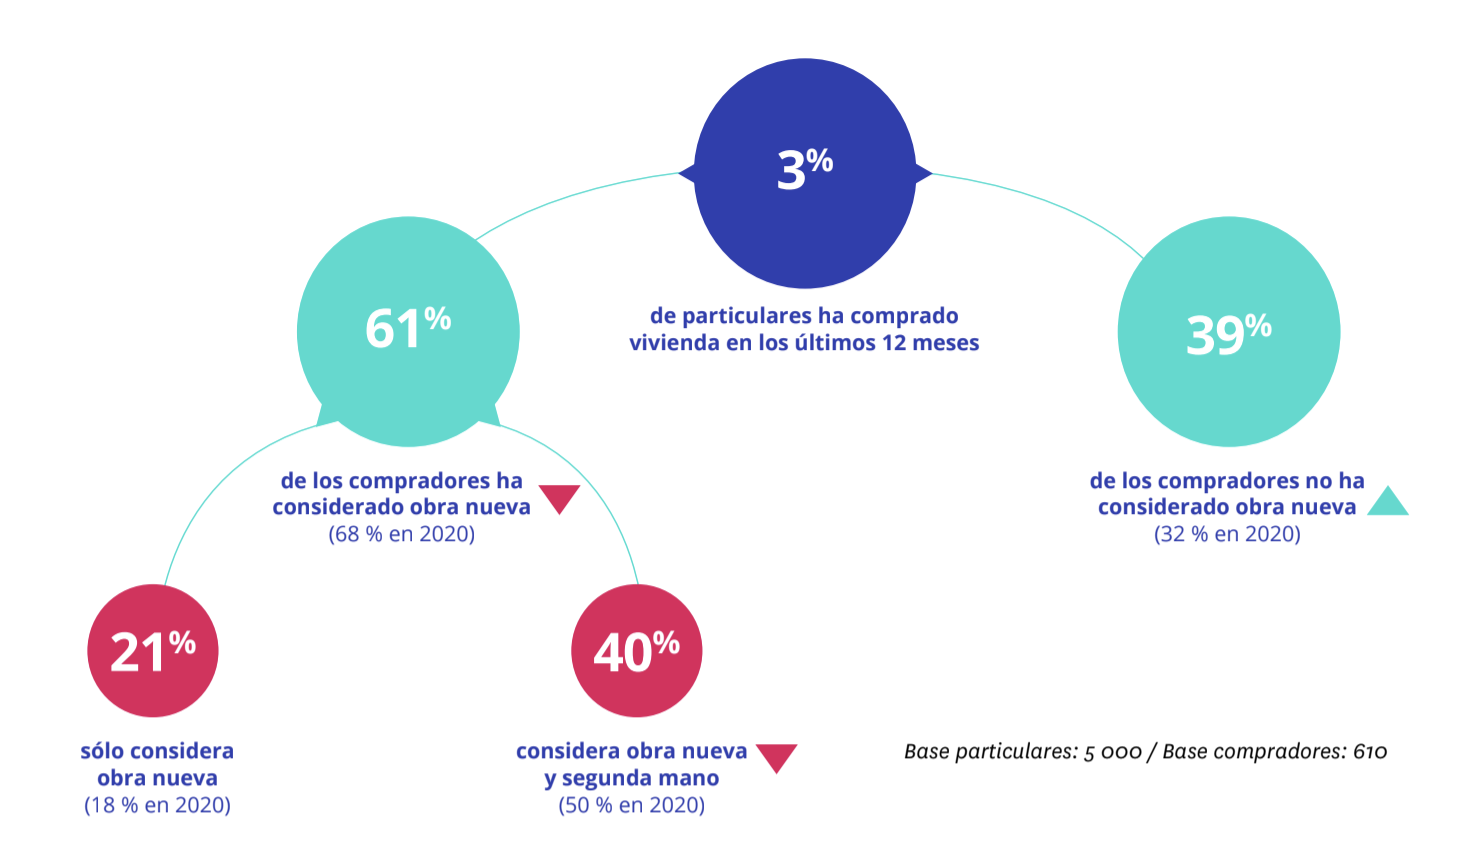 3%
de particulares ha comprado
vivienda en los últimos 12 meses
61%
de los compradores ha
considerado obra nueva
(68 % en 2020)
39%
de los compradores no ha
considerado obra nueva
(32 % en 2020)
21%
sólo considera
obra nueva
(18 % en 2020)
40%
considera obra nueva
y segunda mano
(50 % en 2020)
Base particulares: 5 000 / Base compradores: 610